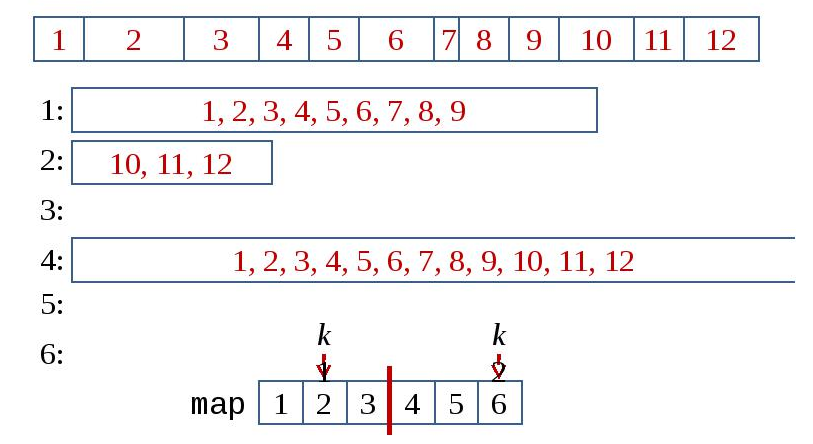 1 2 3 4 5 6 7 8 9 10 11 12
1: 1, 2, 3, 4, 5, 6, 7, 8, 9
2: 10, 11, 12
3:
4: 1, 2, 3, 4, 5, 6, 7, 8, 9, 10, 11, 12
5:
k k
6:
1 2
map 1 2 3 4 5 6